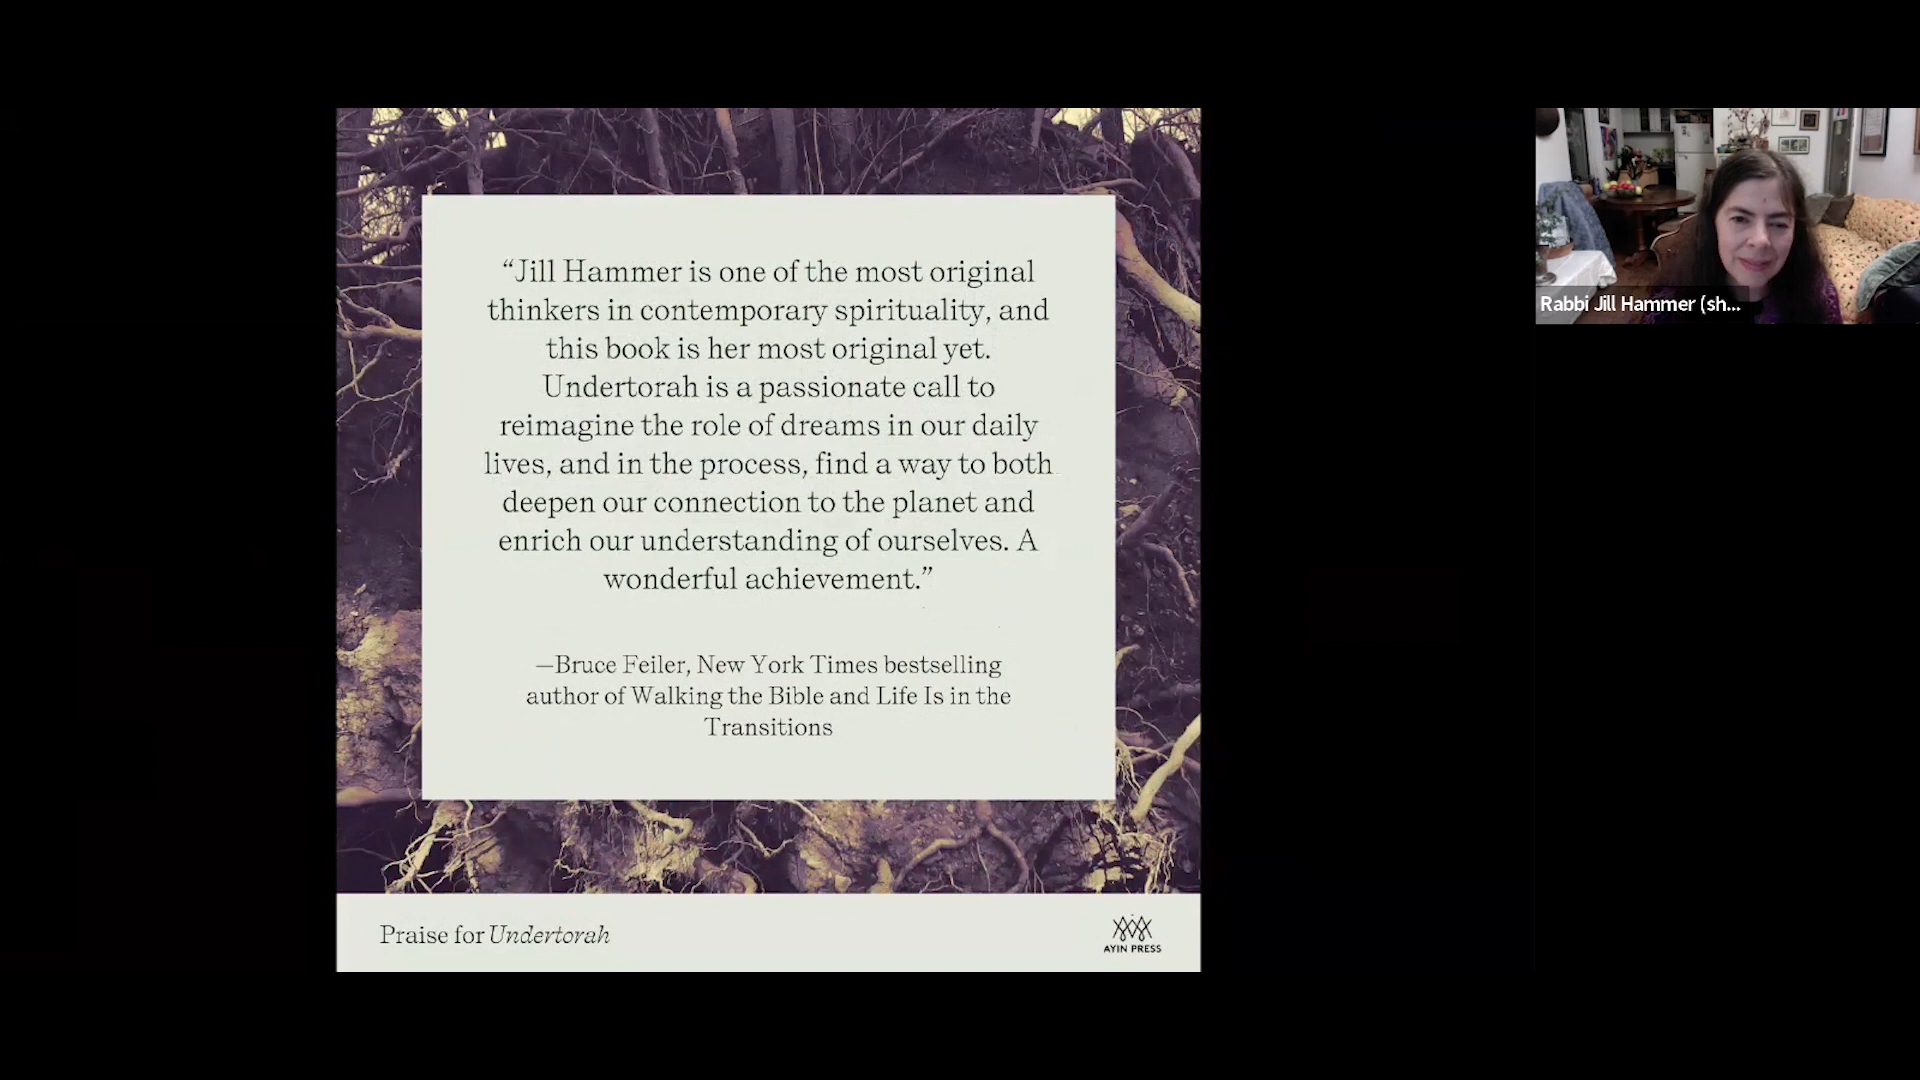 “Jill Hammer is one of the most original
thinkers in contemporary spirituality, and
this book is her most original yet.
Undertorah is a passionate call to
reimagine the role of dreams in our daily
lives, and in the process, find a way to both
deepen our connection to the planet and
enrich our understanding of ourselves. A
wonderful achievement.”
—Bruce Feiler, New York Times bestselling
author of Walking the Bible and Life Is in the
Transitions
Praise for Undertorah
AYIN PRESS
Rabbi Jill Hammer (sh...